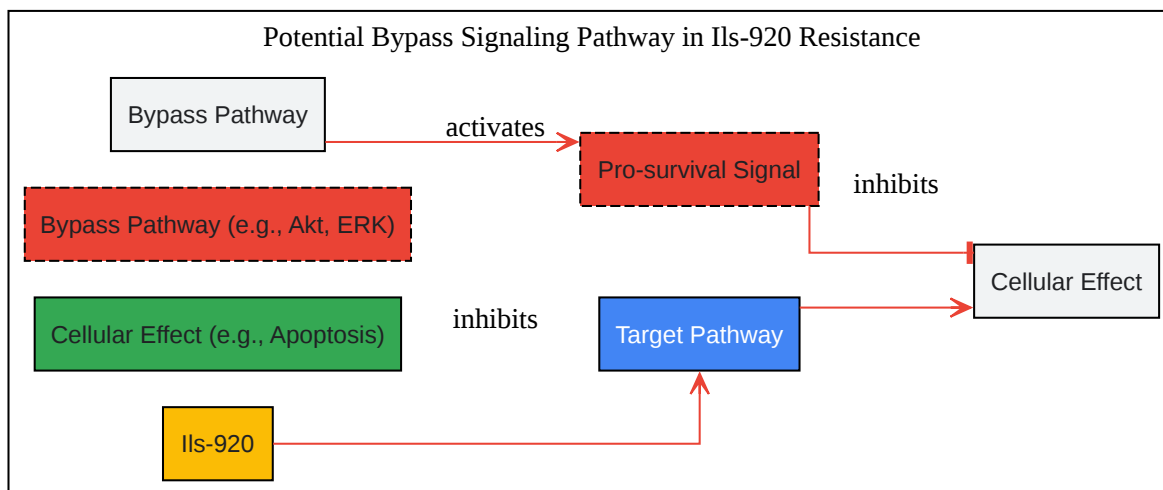 Potential Bypass Signaling Pathway in Ils-920 Resistance
Bypass Pathway
activates
Pro-survival Signal
inhibits
Bypass Pathway (e.g., Akt, ERK)
Cellular Effect
Cellular Effect (e.g., Apoptosis)
inhibits
Target Pathway
Ils-920